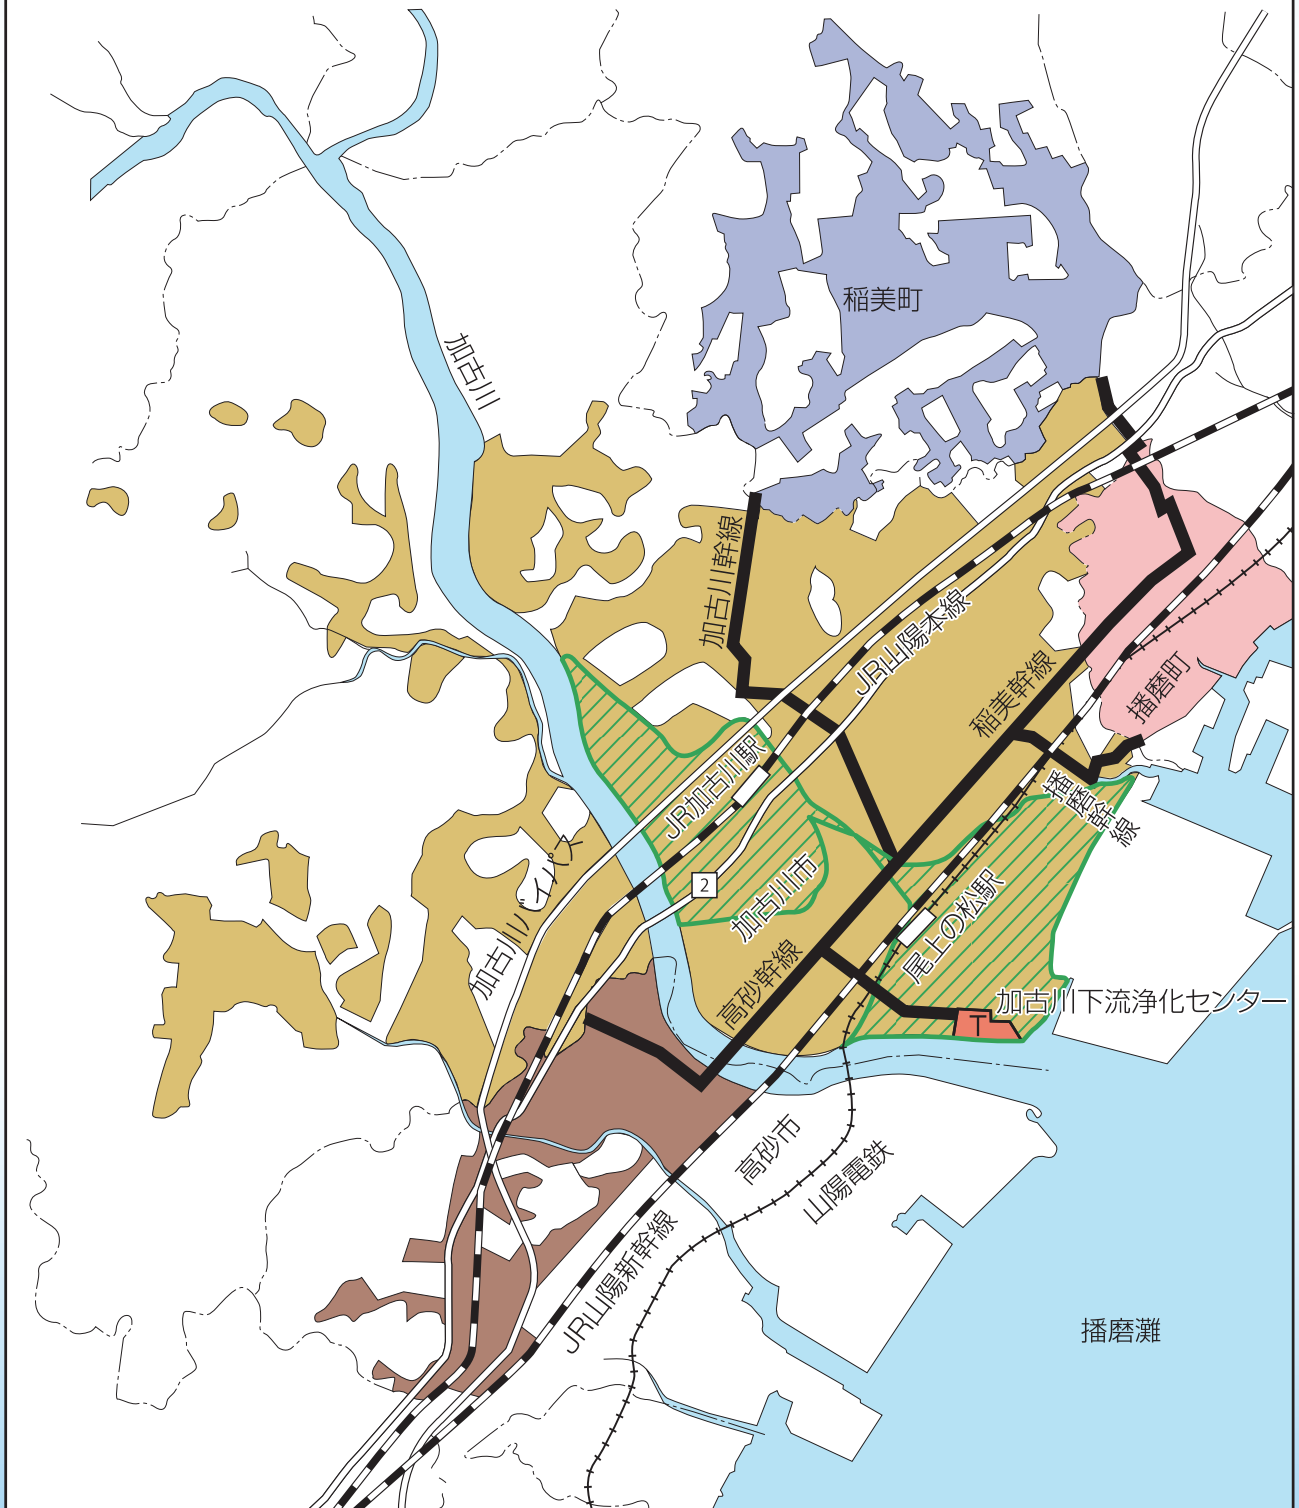 稲美町
加古川
加古川幹線
JR山陽本線
稲美幹線
播磨町
JR加古川駅
播磨幹線
加古川バイパス
2
加古川市
尾上の松駅
高砂幹線
加古川下流浄化センター
T
高砂市
山陽電鉄
JR山陽新幹線
播磨灘